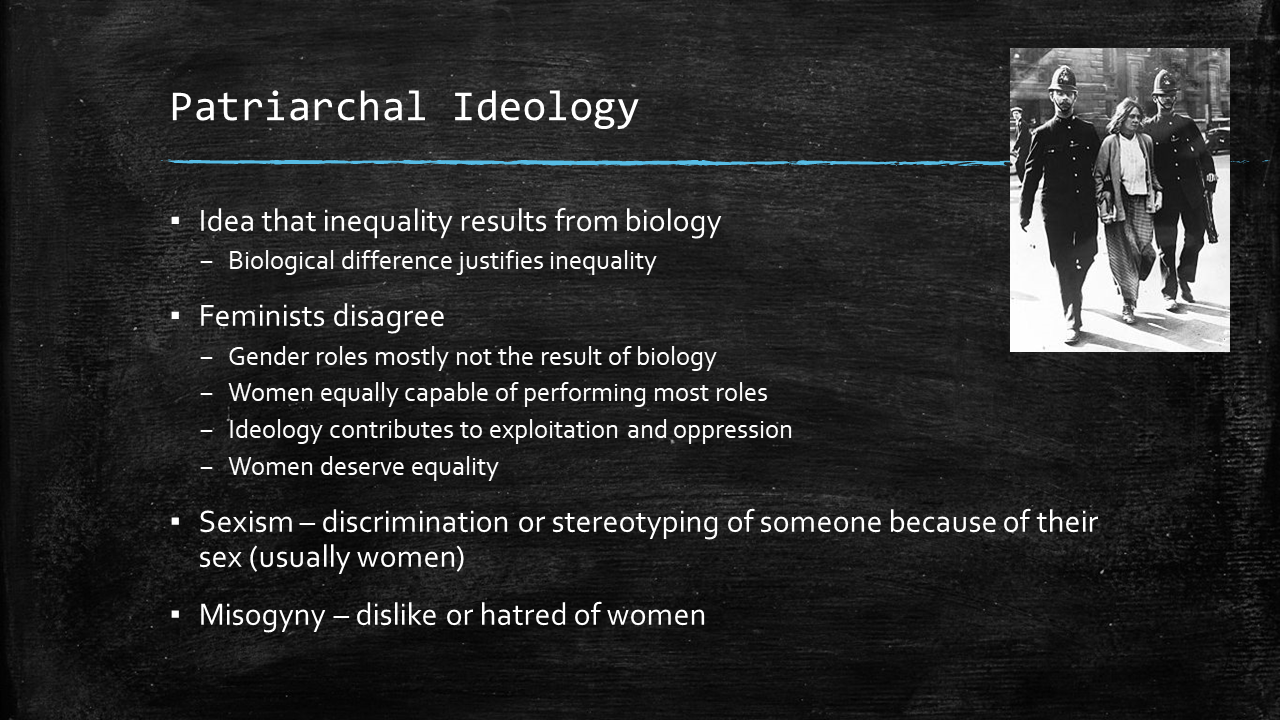 Patriarchal Ideology
▪ Idea that inequality results from biology
– Biological difference justifies inequality
▪ Feminists disagree
– Gender roles mostly not the result of biology
– Women equally capable of performing most roles
– Ideology contributes to exploitation and oppression
– Women deserve equality
▪ Sexism – discrimination or stereotyping of someone because of their
sex (usually women)
▪ Misogyny – dislike or hatred of women